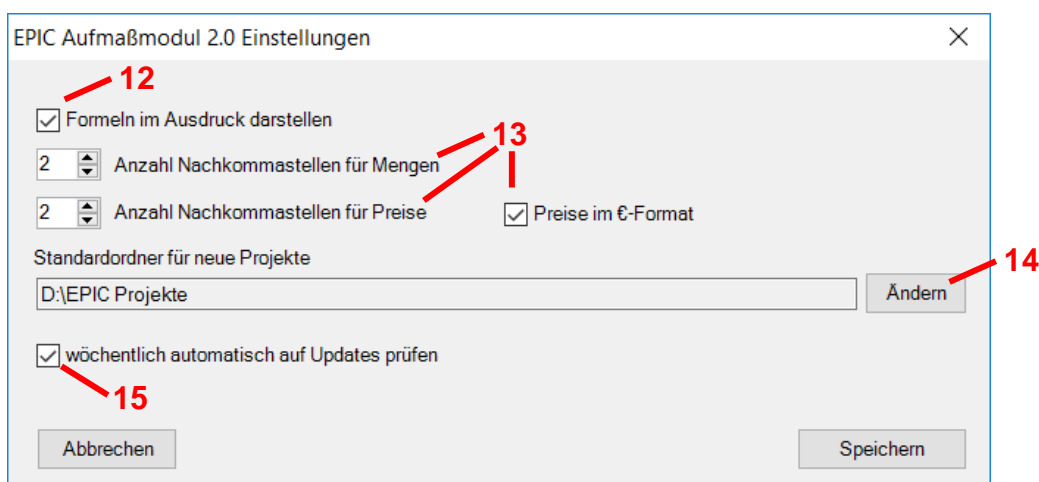 EPIC Aufmaßmodul 2.0 Einstellungen
12
Formeln im Ausdruck darstellen
13
2 Anzahl Nachkommastellen für Mengen
2 Anzahl Nachkommastellen für Preise Preise im €-Format
Standardordner für neue Projekte
14
D:\EPIC Projekte Ändern
wöchentlich automatisch auf Updates prüfen
15
Abbrechen Speichern